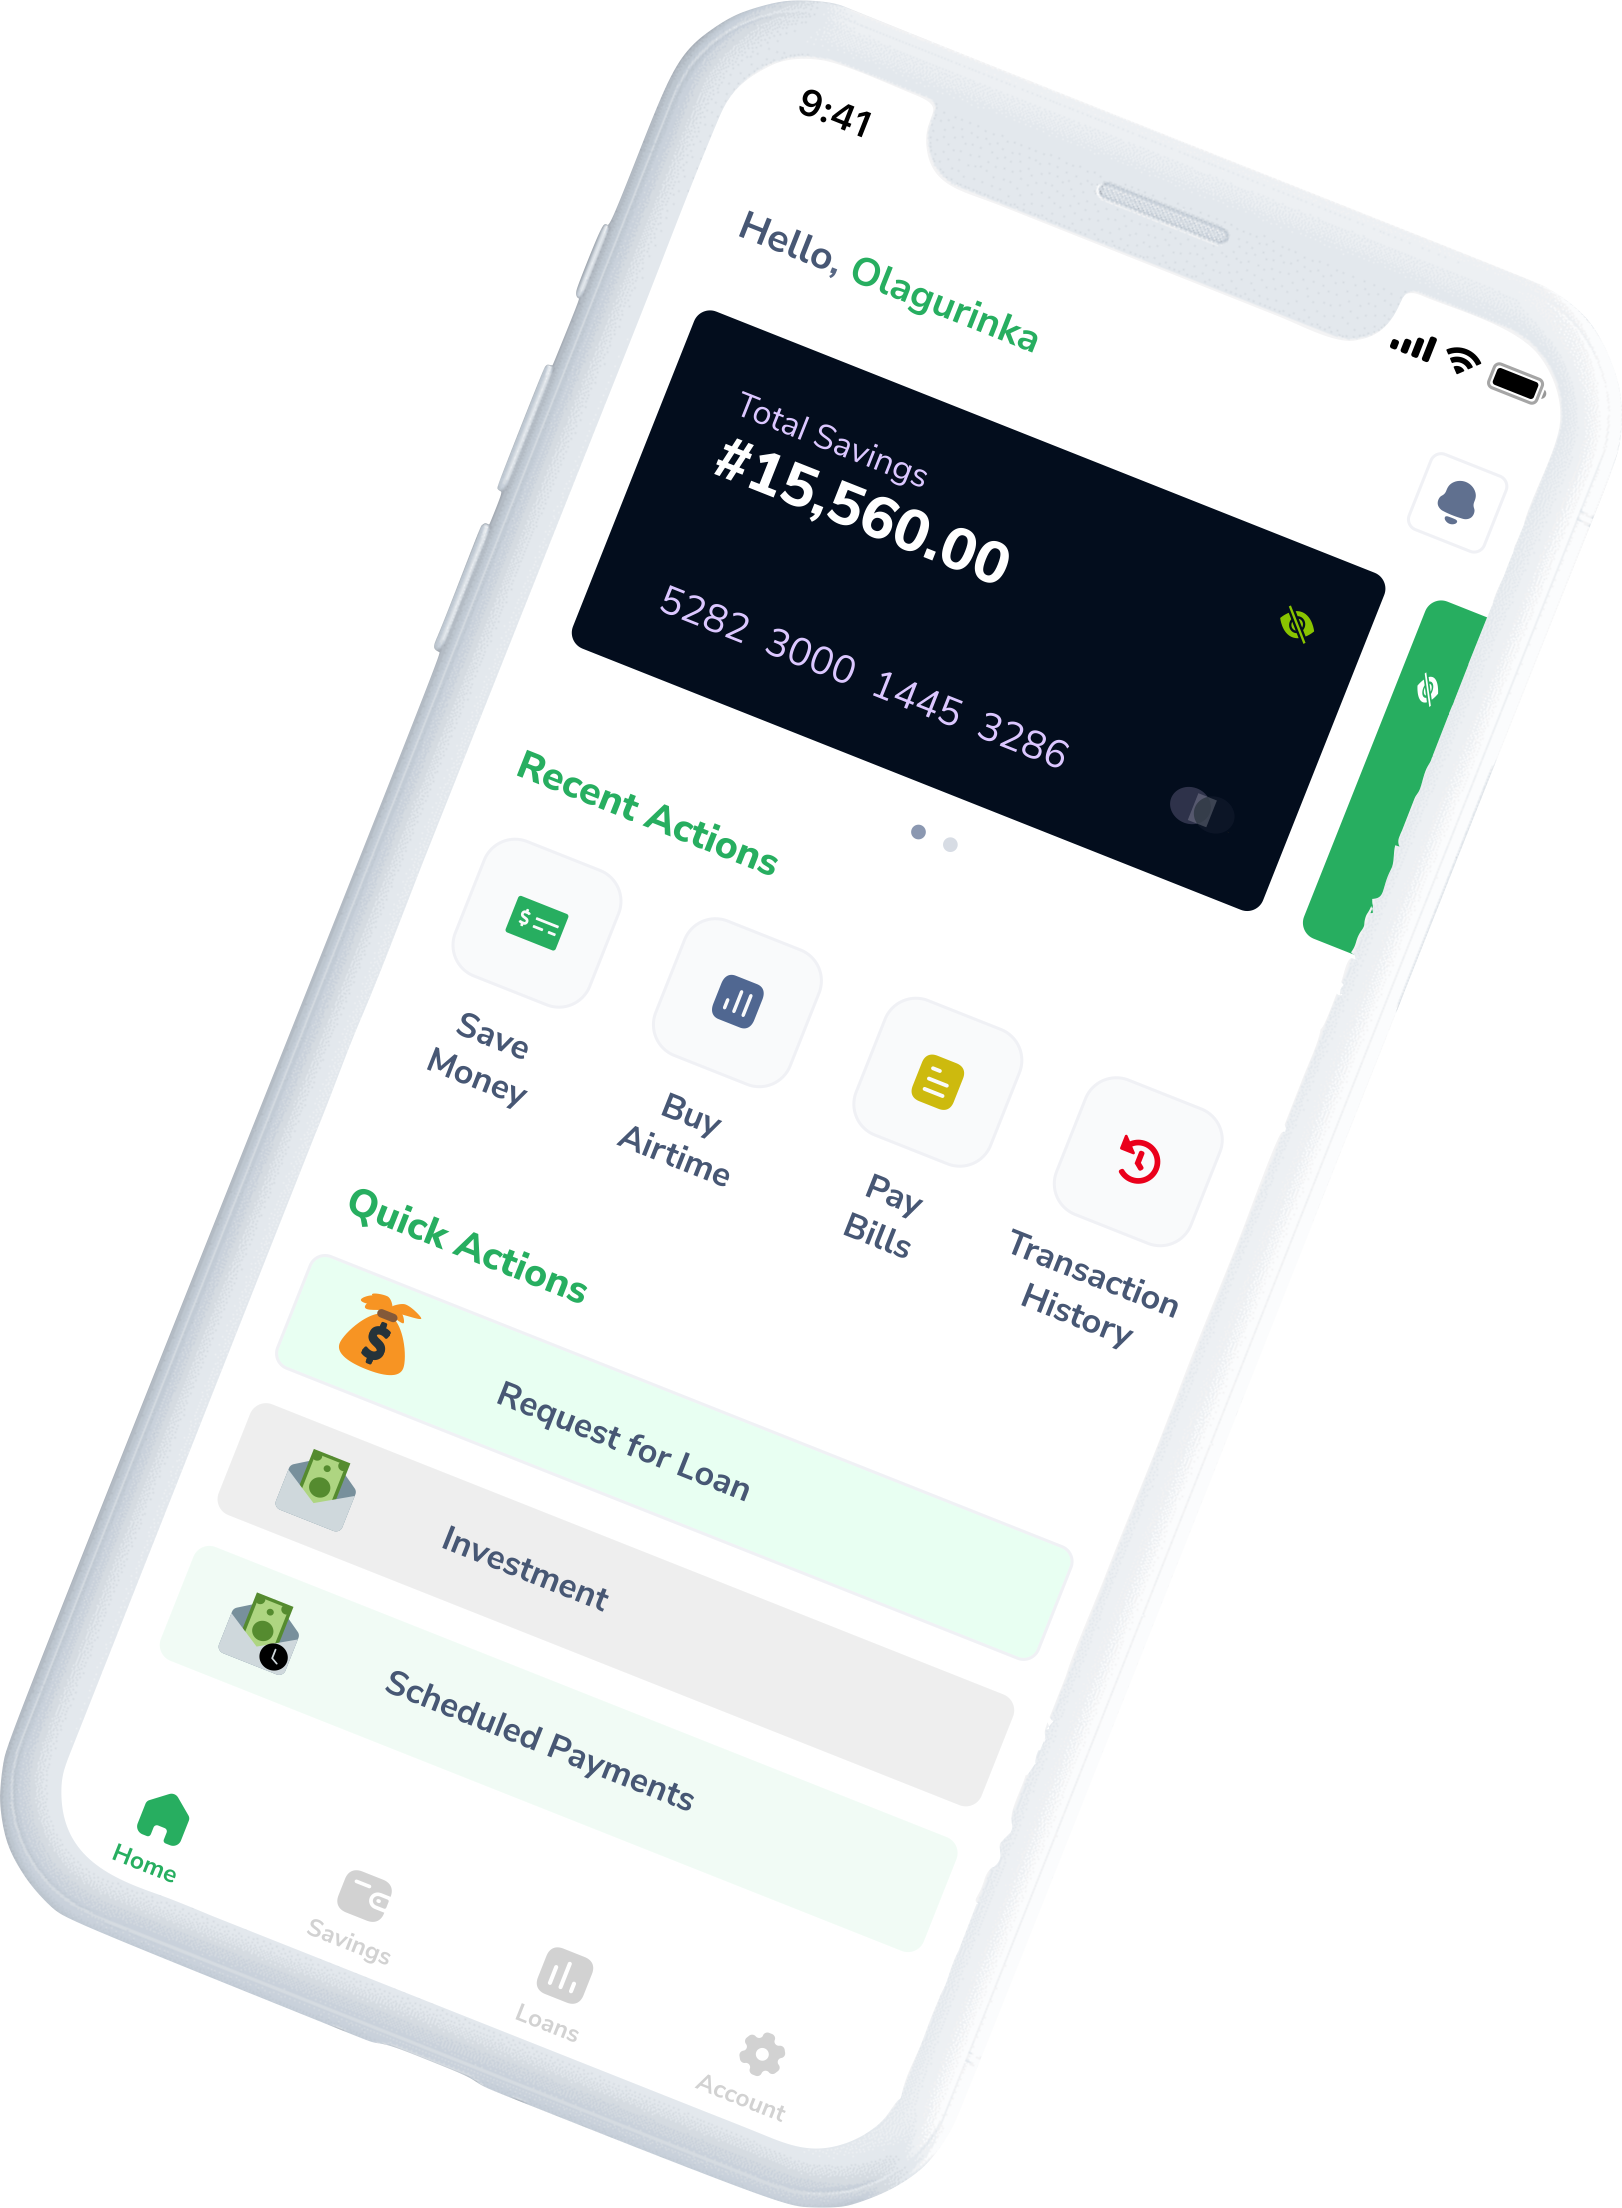 9:41
Hello, Olagurinka
Total Savings
#15,560.00
5282 3000 1445 3286
Recent Actions
Save
Money
Buy
Airtime
Pay
Bills
Transaction
History
Quick Actions
Request for Loan
Investment
Scheduled Payments
Home
Savings
Loans
Account